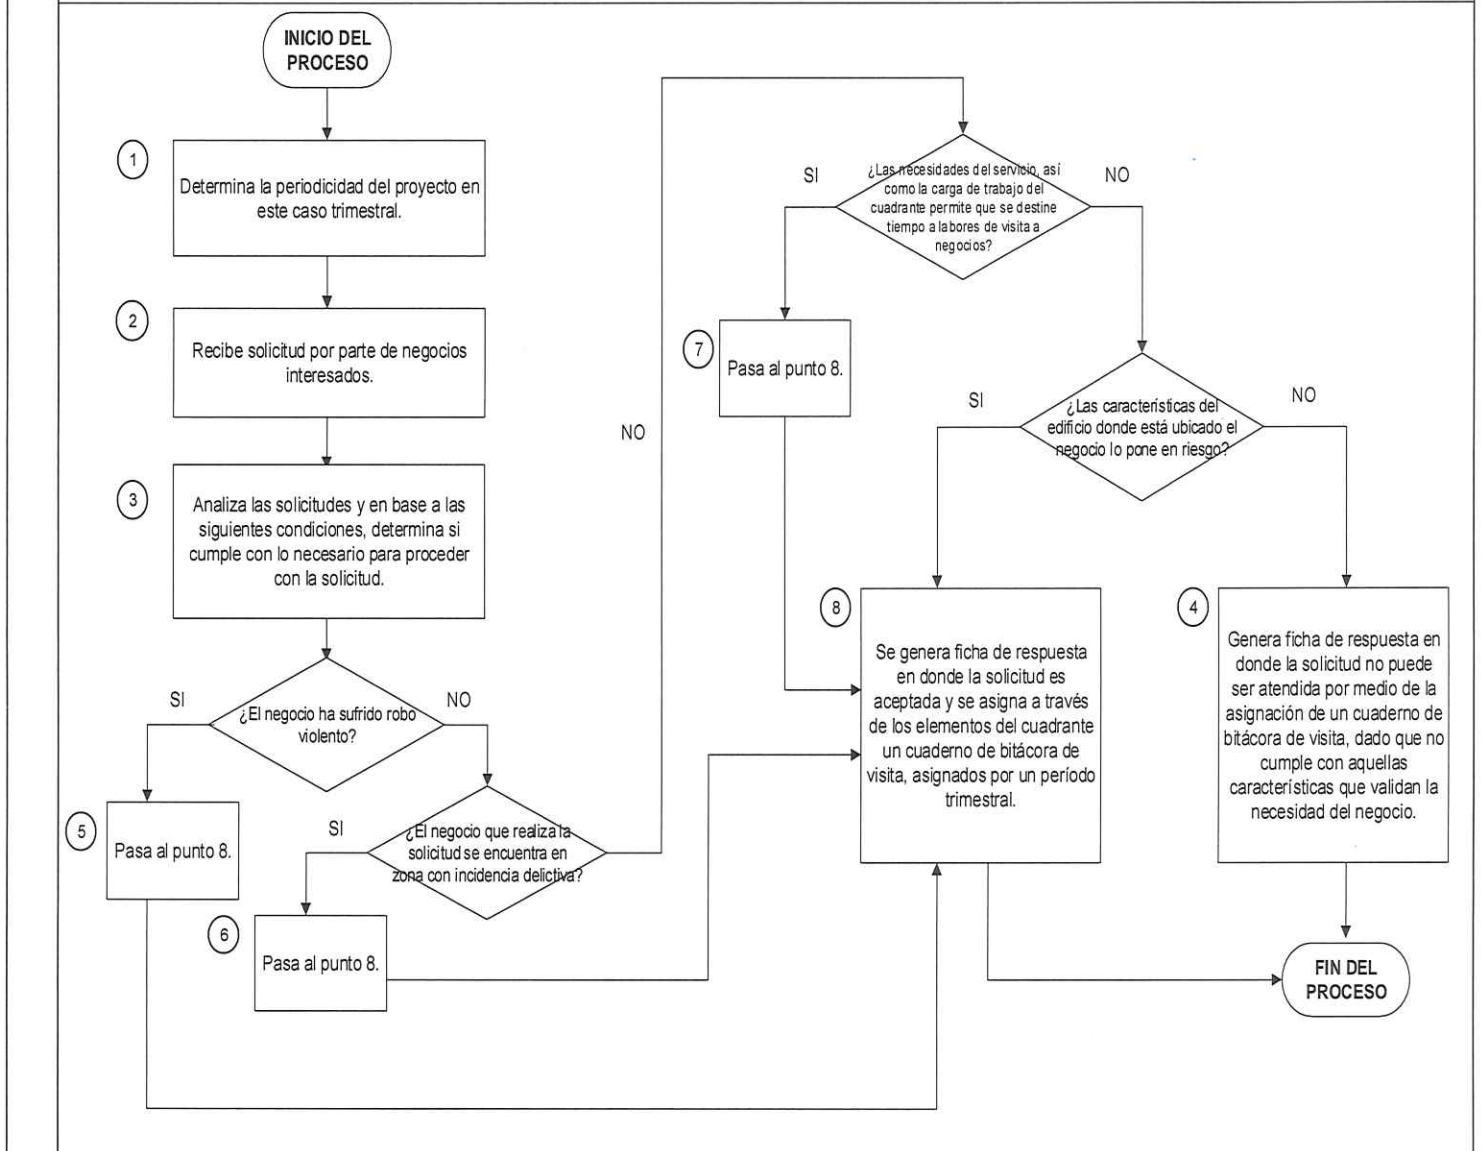 INICIO DEL
PROCESO
1
Determina la periodicidad del proyecto en
este caso trimestral.
2
Recibe solicitud por parte de negocios
interesados.
3
Analiza las solicitudes y en base a las
siguientes condiciones, determina si
cumple con lo necesario para proceder
con la solicitud.
SI
¿El negocio ha sufrido robo
violento?
NO
5
Pasa al punto 8.
SI
¿El negocio que realiza la
solicitud se encuentra en
zona con incidencia delictiva?
NO
6
Pasa al punto 8.
SI
¿Las necesidades del servicio, así
como la carga de trabajo del
cuadrante permite que se destine
tiempo a labores de visita a
negocios?
NO
7
Pasa al punto 8.
SI
¿Las características del
edificio donde está ubicado el
negocio lo pone en riesgo?
NO
8
Se genera ficha de respuesta
en donde la solicitud es
aceptada y se asigna a través
de los elementos del cuadrante
un cuaderno de bitácora de
visita, asignados por un período
trimestral.
4
Genera ficha de respuesta en
donde la solicitud no puede
ser atendida por medio de la
asignación de un cuaderno de
bitácora de visita, dado que no
cumple con aquellas
características que validan la
necesidad del negocio.
FIN DEL
PROCESO